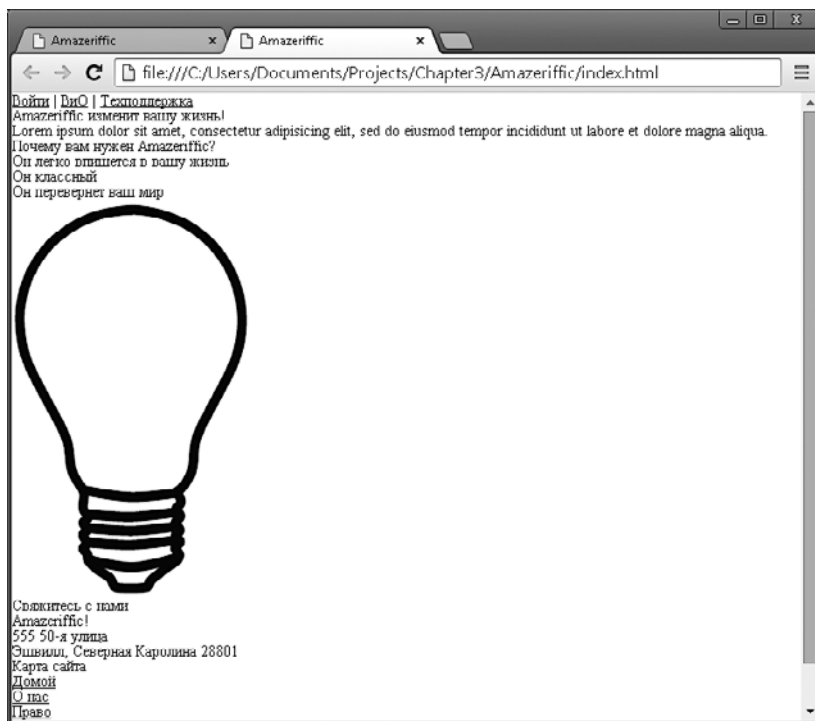 Amazeriffic
Amazeriffic
file:///C:/Users/Documents/Projects/Chapter3/Amazeriffic/index.html
Войти | ВиО | Техподдержка
Amazeriffic изменит вашу жизнь!
Lorem ipsum dolor sit amet, consectetur adipisicing elit, sed do eiusmod tempor incididunt ut labore et dolore magna aliqua.
Почему вам нужен Amazeriffic?
Он легко впишется в вашу жизнь
Он классный
Он перевернет ваш мир
Свяжитесь с нами
Amazeriffic!
555 50-я улица
Эшвилл, Северная Каролина 28801
Карта сайта
Домой
О нас
Право